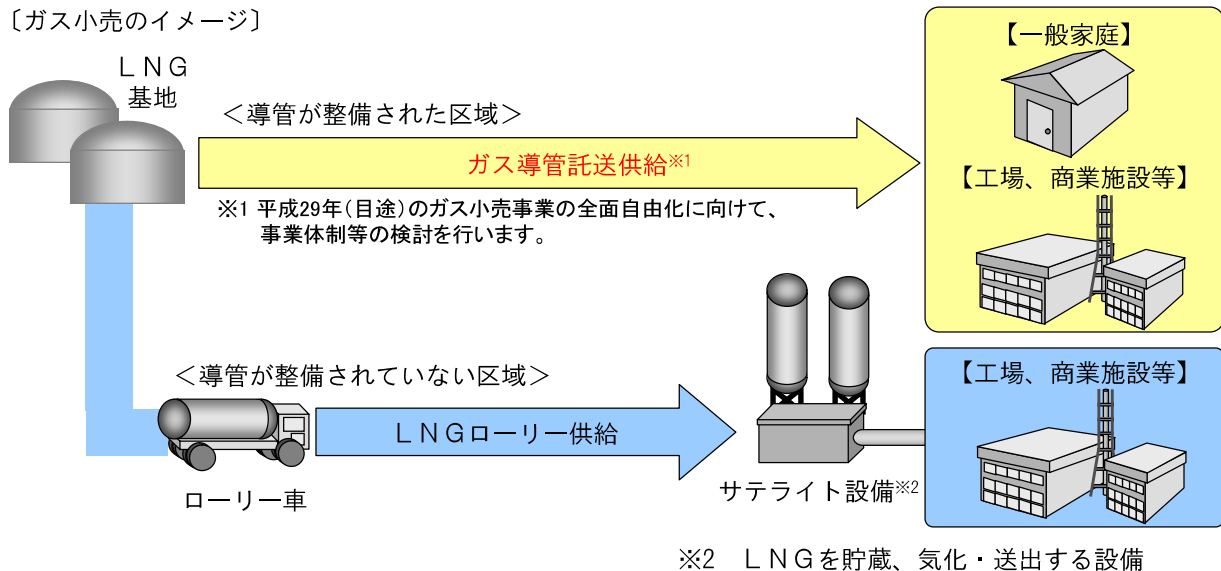 〔ガス小売のイメージ〕
ＬＮＧ
基地
＜導管が整備された区域＞
ガス導管託送供給※1
※1 平成29年(目途)のガス小売事業の全面自由化に向けて、
事業体制等の検討を行います。
【一般家庭】
【工場、商業施設等】
＜導管が整備されていない区域＞
ＬＮＧローリー供給
ローリー車
サテライト設備※2
【工場、商業施設等】
※2　ＬＮＧを貯蔵、気化・送出する設備